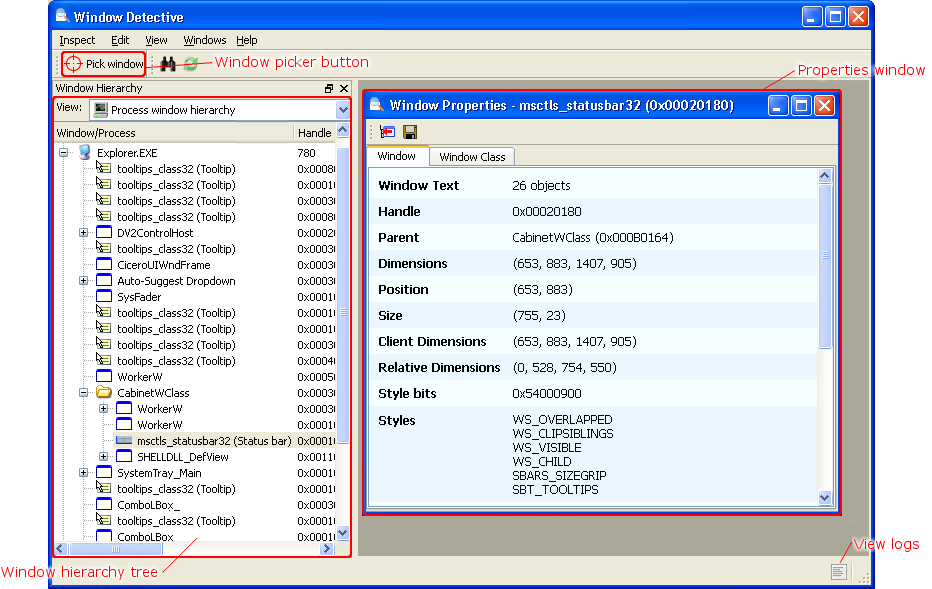 Window Detective
Inspect Edit View Windows Help
Pick window
Window picker button
Properties window
Window Hierarchy
View: Process window hierarchy
Window/Process Handle
Explorer.EXE 780
tooltips_class32 (Tooltip) 0x0008
tooltips_class32 (Tooltip) 0x0001
tooltips_class32 (Tooltip) 0x0003
tooltips_class32 (Tooltip) 0x0008
DV2ControlHost 0x0002
tooltips_class32 (Tooltip) 0x0003
CiceroUIWndFrame 0x0003
Auto-Suggest Dropdown 0x0003
SysFader 0x0001
tooltips_class32 (Tooltip) 0x0001
tooltips_class32 (Tooltip) 0x0001
tooltips_class32 (Tooltip) 0x0003
tooltips_class32 (Tooltip) 0x0004
WorkerW 0x0005
CabinetWClass 0x0003
WorkerW 0x0003
WorkerW 0x0001
msctls_statusbar32 (Status bar) 0x0001
SHELLDLL_DefView 0x0011
SystemTray_Main 0x0001
tooltips_class32 (Tooltip) 0x0001
ComboLBox_ 0x0003
tooltips_class32 (Tooltip) 0x0001
ComboLBox 0x0001
Window Properties - msctls_statusbar32 (0x00020180)
Window Window Class
Window Text 26 objects
Handle 0x00020180
Parent CabinetWClass (0x000B0164)
Dimensions (653, 883, 1407, 905)
Position (653, 883)
Size (755, 23)
Client Dimensions (653, 883, 1407, 905)
Relative Dimensions (0, 528, 754, 550)
Style bits 0x54000900
Styles WS_OVERLAPPED
WS_CLIPSIBLINGS
WS_VISIBLE
WS_CHILD
SBARS_SIZEGRIP
SBT_TOOLTIPS
View logs
Window hierarchy tree